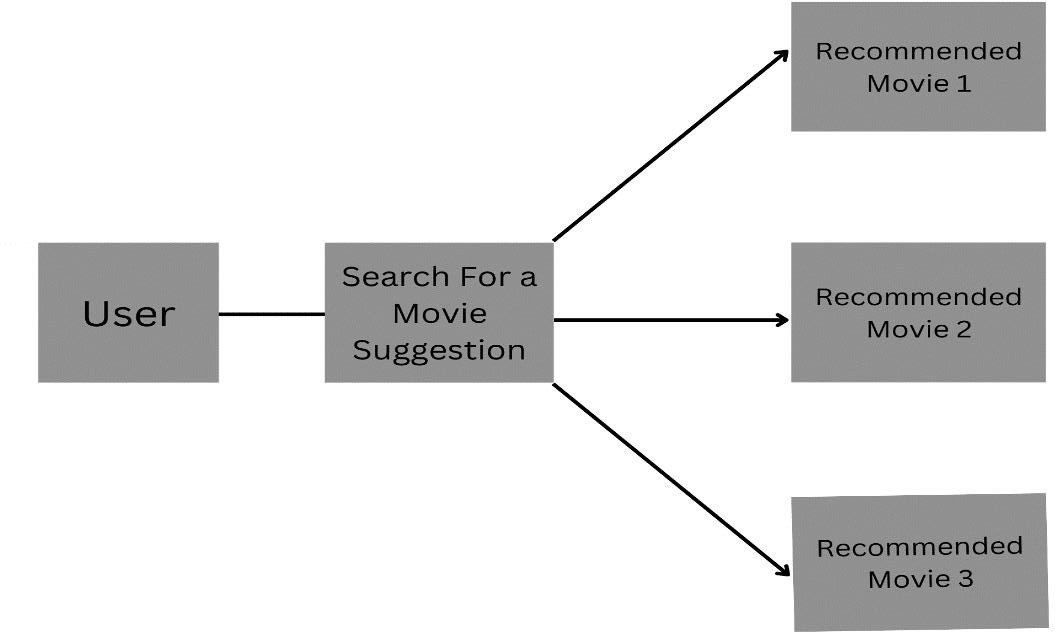 User
Search For a
Movie
Suggestion
Recommended
Movie 1
Recommended
Movie 2
Recommended
Movie 3